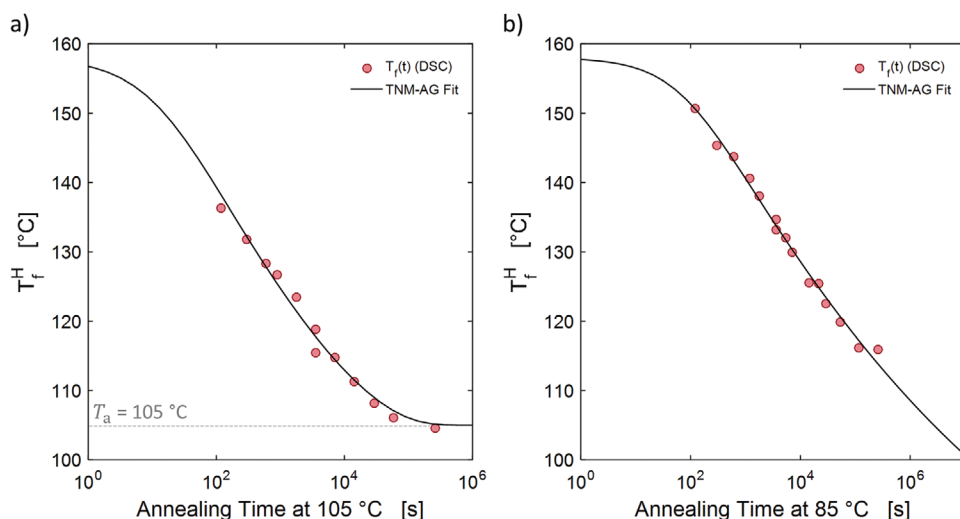 a)
160
150
140
130
120
110
100
T_f^H [°C]
T_f(t) (DSC)
TNM-AG Fit
T_a = 105 °C
10^0 10^2 10^4 10^6
Annealing Time at 105 °C [s]
b)
160
150
140
130
120
110
100
T_f^H [°C]
T_f(t) (DSC)
TNM-AG Fit
10^0 10^2 10^4 10^6
Annealing Time at 85 °C [s]